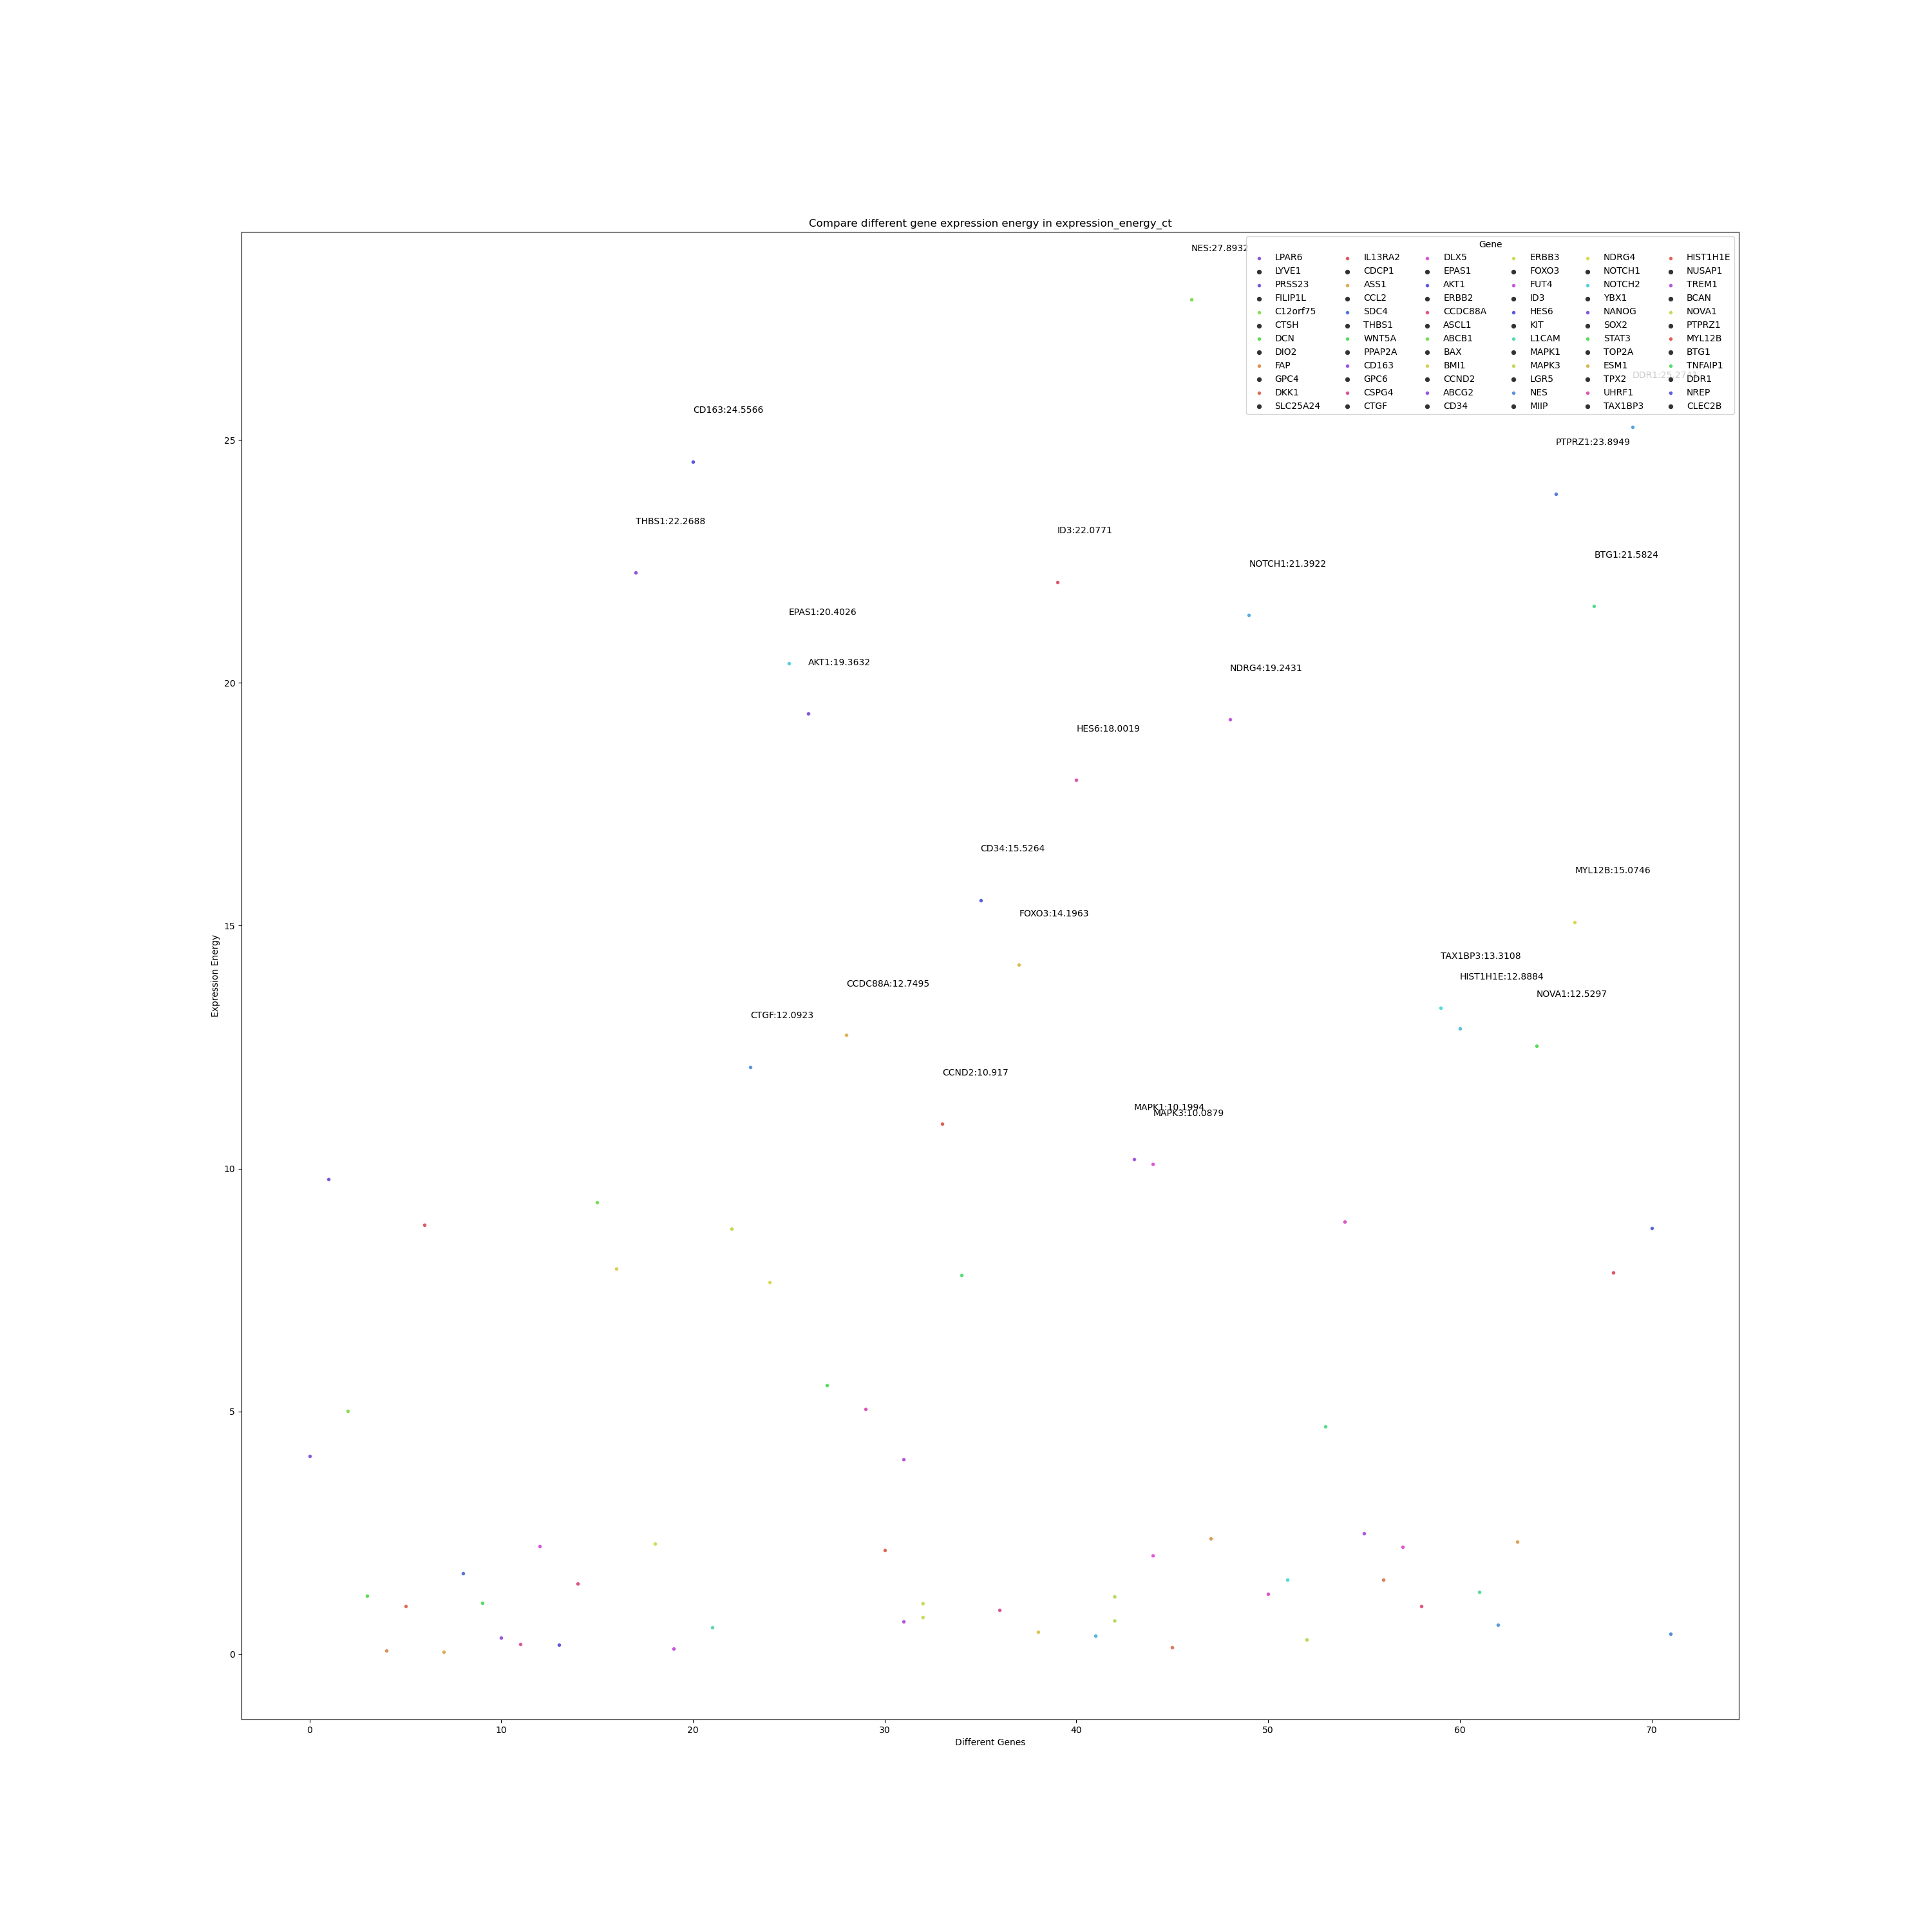 Compare different gene expression energy in expression_energy_ct
NES:27.8932
Gene
LPAR6 IL13RA2 DLX5 ERBB3 NDRG4 HIST1H1E
LYVE1 CDCP1 EPAS1 FOXO3 NOTCH1 NUSAP1
PRSS23 ASS1 AKT1 FUT4 NOTCH2 TREM1
FILIP1L CCL2 ERBB2 ID3 YBX1 BCAN
C12orf75 SDC4 CCDC88A HES6 NANOG NOVA1
CTSH THBS1 ASCL1 KIT SOX2 PTPRZ1
DCN WNT5A ABCB1 L1CAM STAT3 MYL12B
DIO2 PPAP2A BAX MAPK1 TOP2A BTG1
FAP CD163 BMI1 MAPK3 ESM1 TNFAIP1
GPC4 GPC6 CCND2 LGR5 TPX2 DDR1
DKK1 CSPG4 ABCG2 NES UHRF1 NREP
SLC25A24 CTGF CD34 MIIP TAX1BP3 CLEC2B
CD163:24.5566
25
PTPRZ1:23.8949
THBS1:22.2688
ID3:22.0771
BTG1:21.5824
NOTCH1:21.3922
EPAS1:20.4026
AKT1:19.3632
NDRG4:19.2431
20
HES6:18.0019
CD34:15.5264
MYL12B:15.0746
FOXO3:14.1963
15
TAX1BP3:13.3108
HIST1H1E:12.8884
CCDC88A:12.7495
NOVA1:12.5297
CTGF:12.0923
CCND2:10.917
MAPK1:10.1994
MAPK3:10.0879
10
5
0
Expression Energy
0 10 20 30 40 50 60 70
Different Genes